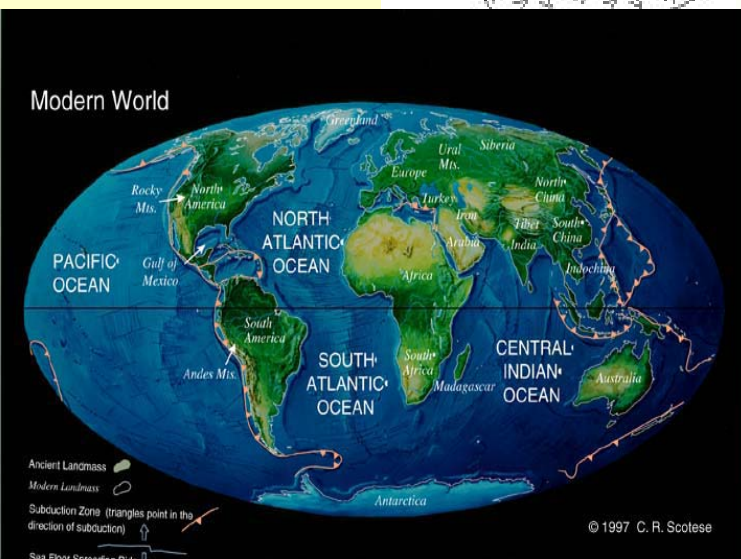 Modern World
Greenland
Ural
Mts.
Siberia
Europe
Rocky
Mts.
North
America
North
China
Turkey
Iran
Tibet
South
China
NORTH
ATLANTIC
OCEAN
Arabia
India
PACIFIC
OCEAN
Gulf of
Mexico
Africa
Indochina
South
America
Andes Mts.
SOUTH
ATLANTIC
OCEAN
South
Africa
Madagascar
CENTRAL
INDIAN
OCEAN
Australia
Ancient Landmass
Modern Landmass
Subduction Zone (triangles point in the
direction of subduction)
Antarctica
© 1997 C. R. Scotese
Sea Floor Spreading